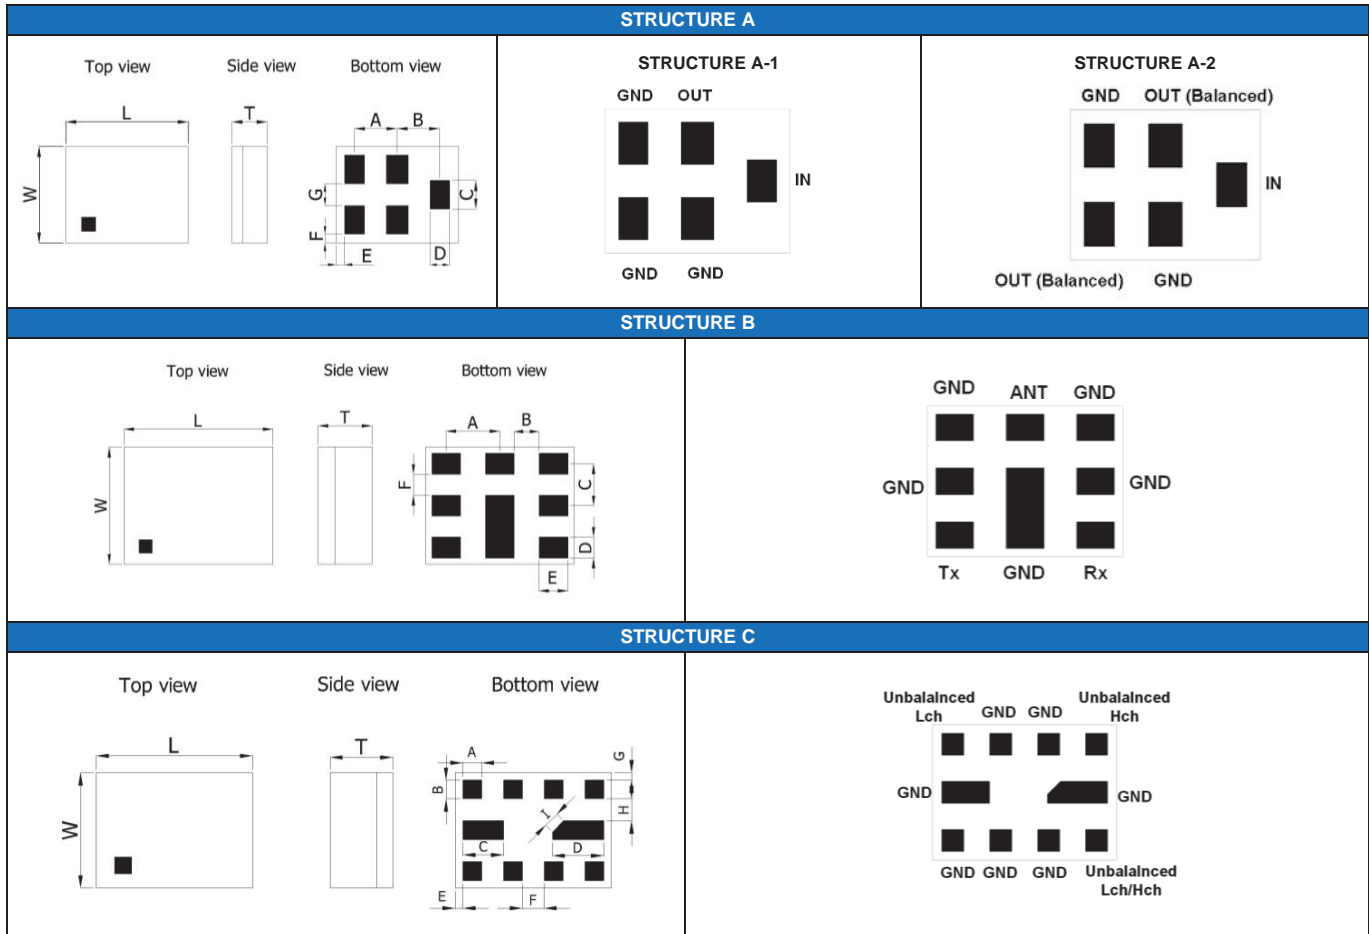 STRUCTURE A
Top view
Side view
Bottom view
L
T
W
A
B
G
C
F
E
D
STRUCTURE A-1
GND OUT
IN
GND GND
STRUCTURE A-2
GND OUT (Balanced)
IN
OUT (Balanced) GND
STRUCTURE B
Top view
Side view
Bottom view
L
T
W
A
B
F
C
D
E
GND ANT GND
GND
GND
Tx GND Rx
STRUCTURE C
Top view
Side view
Bottom view
L
T
W
A
G
B
H
I
C
D
E
F
Unbalalnced
Lch
GND GND
Unbalalnced
Hch
GND
GND
GND GND GND
Unbalalnced
Lch/Hch